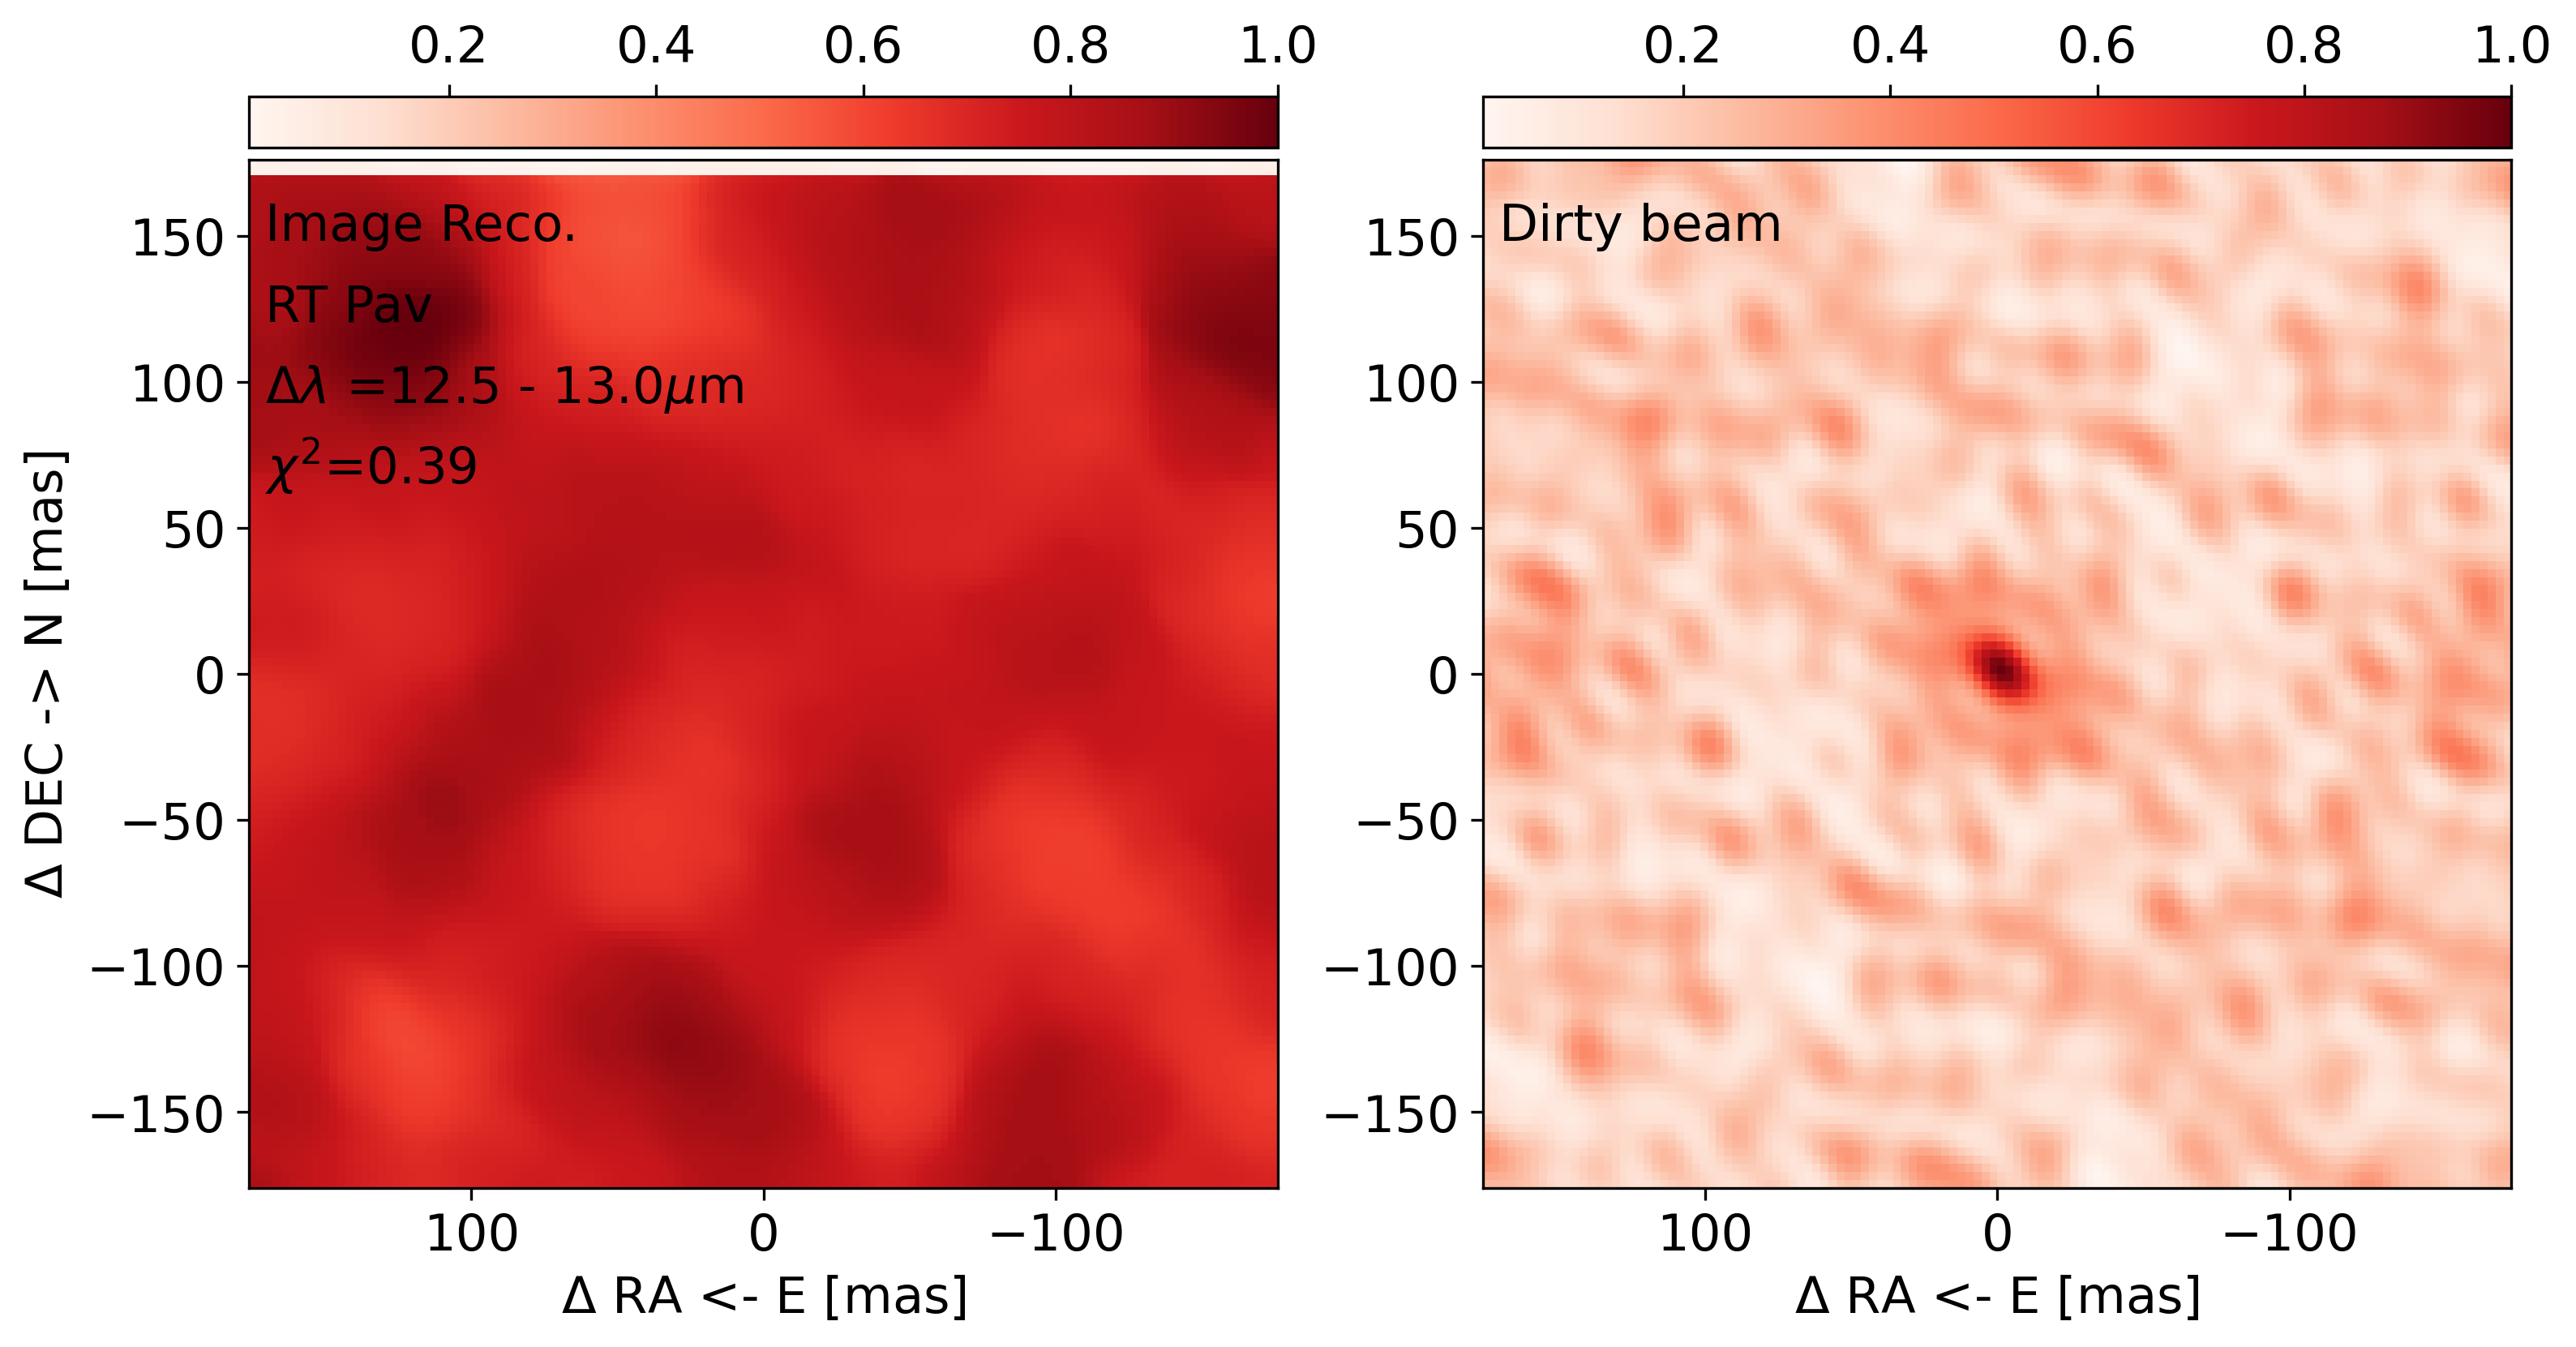 0.2 0.4 0.6 0.8 1.0
Image Reco.
RT Pav
Δλ =12.5 - 13.0μm
χ²=0.39
150
100
50
0
−50
−100
−150
Δ DEC -> N [mas]
100 0 −100
Δ RA <- E [mas]
0.2 0.4 0.6 0.8 1.0
Dirty beam
150
100
50
0
−50
−100
−150
100 0 −100
Δ RA <- E [mas]